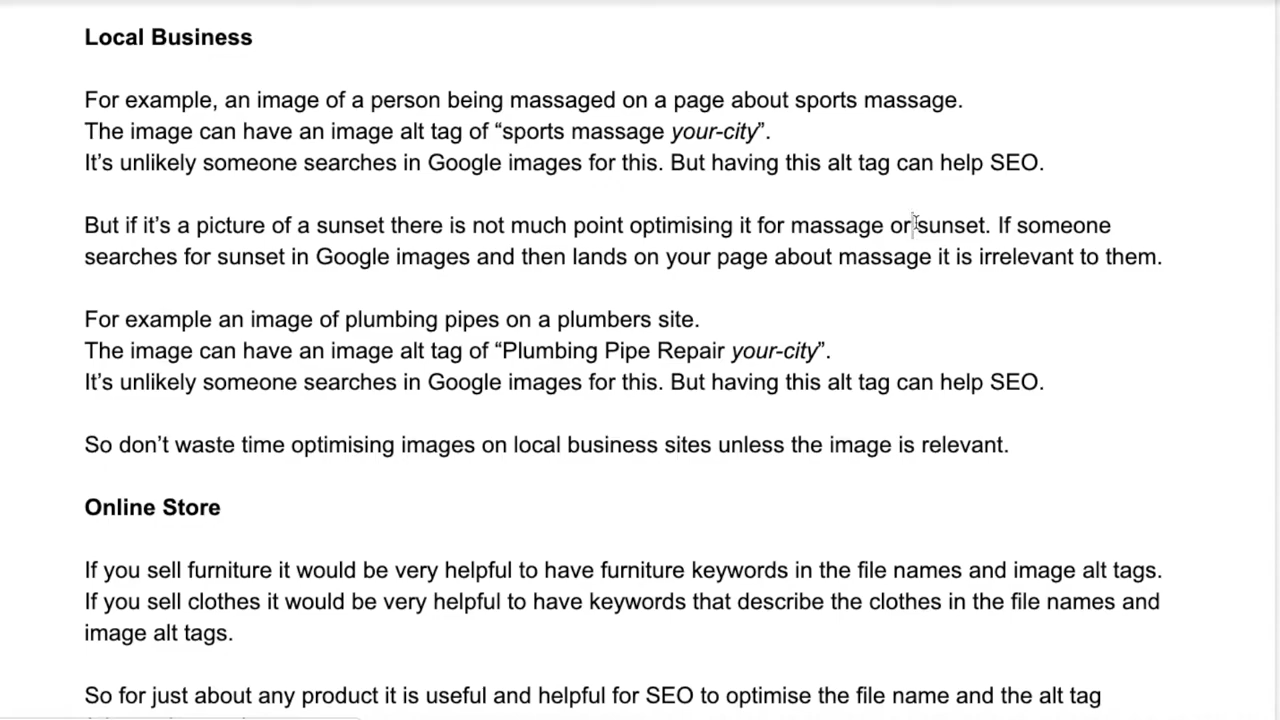 Local Business
For example, an image of a person being massaged on a page about sports massage.
The image can have an image alt tag of “sports massage your-city”.
It’s unlikely someone searches in Google images for this. But having this alt tag can help SEO.
But if it’s a picture of a sunset there is not much point optimising it for massage or sunset. If someone
searches for sunset in Google images and then lands on your page about massage it is irrelevant to them.
For example an image of plumbing pipes on a plumbers site.
The image can have an image alt tag of “Plumbing Pipe Repair your-city”.
It’s unlikely someone searches in Google images for this. But having this alt tag can help SEO.
So don’t waste time optimising images on local business sites unless the image is relevant.
Online Store
If you sell furniture it would be very helpful to have furniture keywords in the file names and image alt tags.
If you sell clothes it would be very helpful to have keywords that describe the clothes in the file names and
image alt tags.
So for just about any product it is useful and helpful for SEO to optimise the file name and the alt tag